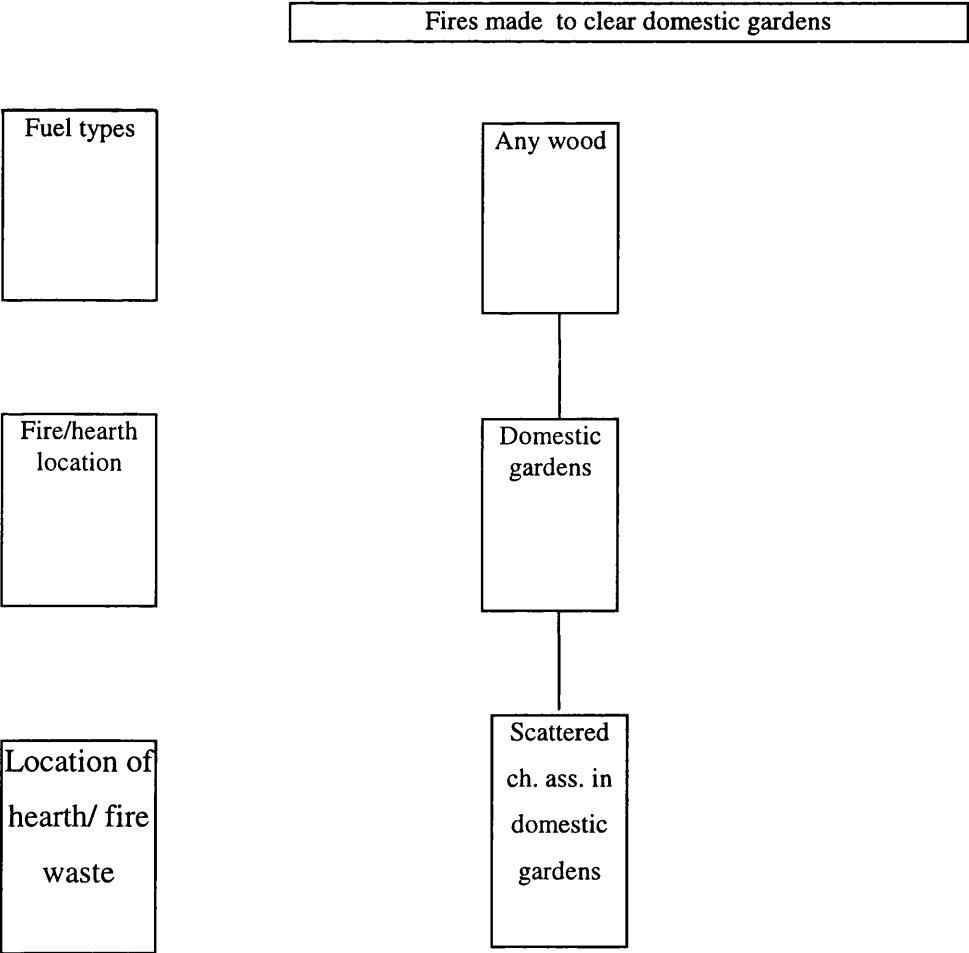 Fires made to clear domestic gardens
Fuel types
Any wood
Fire/hearth
location
Domestic
gardens
Location of
hearth/ fire
waste
Scattered
ch. ass. in
domestic
gardens